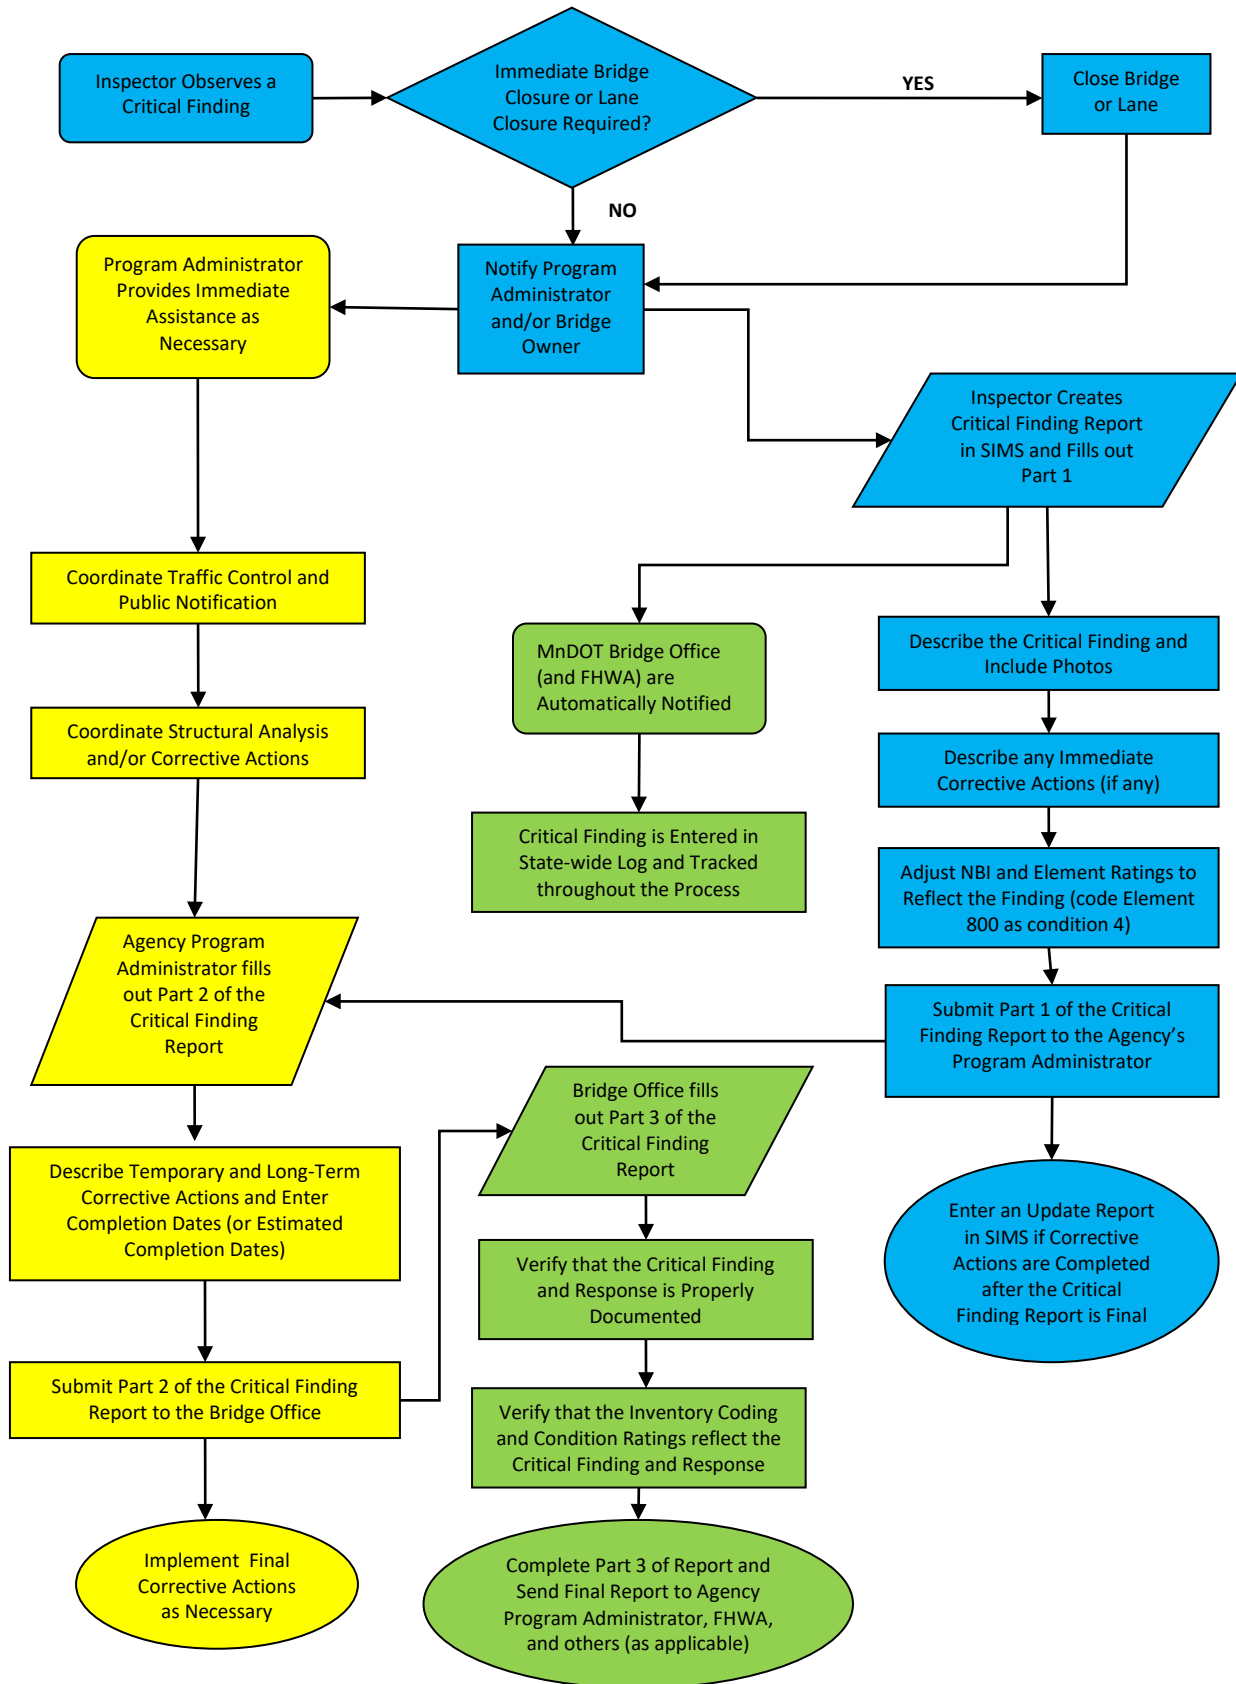 Inspector Observes a
Critical Finding
Immediate Bridge
Closure or Lane
Closure Required?
YES
Close Bridge
or Lane
NO
Notify Program
Administrator
and/or Bridge
Owner
Program Administrator
Provides Immediate
Assistance as
Necessary
Inspector Creates
Critical Finding Report
in SIMS and Fills out
Part 1
Coordinate Traffic Control and
Public Notification
MnDOT Bridge Office
(and FHWA) are
Automatically Notified
Describe the Critical Finding and
Include Photos
Coordinate Structural Analysis
and/or Corrective Actions
Describe any Immediate
Corrective Actions (if any)
Critical Finding is Entered in
State-wide Log and Tracked
throughout the Process
Adjust NBI and Element Ratings to
Reflect the Finding (code Element
800 as condition 4)
Agency Program
Administrator fills
out Part 2 of the
Critical Finding
Report
Submit Part 1 of the Critical
Finding Report to the Agency’s
Program Administrator
Bridge Office fills
out Part 3 of the
Critical Finding
Report
Describe Temporary and Long-Term
Corrective Actions and Enter
Completion Dates (or Estimated
Completion Dates)
Enter an Update Report
in SIMS if Corrective
Actions are Completed
after the Critical
Finding Report is Final
Verify that the Critical Finding
and Response is Properly
Documented
Submit Part 2 of the Critical Finding
Report to the Bridge Office
Verify that the Inventory Coding
and Condition Ratings reflect the
Critical Finding and Response
Implement Final
Corrective Actions
as Necessary
Complete Part 3 of Report and
Send Final Report to Agency
Program Administrator, FHWA,
and others (as applicable)